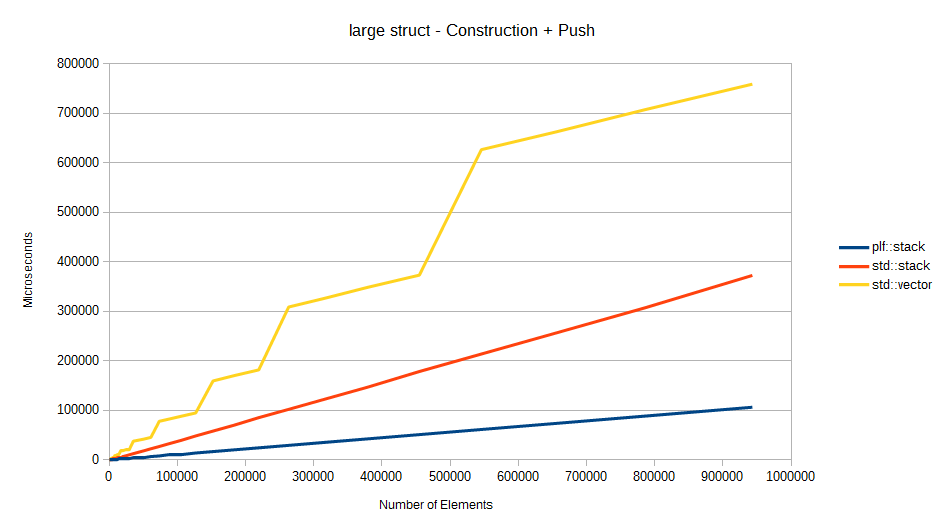 large struct - Construction + Push
800000
700000
600000
500000
400000
300000
200000
100000
0
Microseconds
0 100000 200000 300000 400000 500000 600000 700000 800000 900000 1000000
Number of Elements
plf::stack
std::stack
std::vector